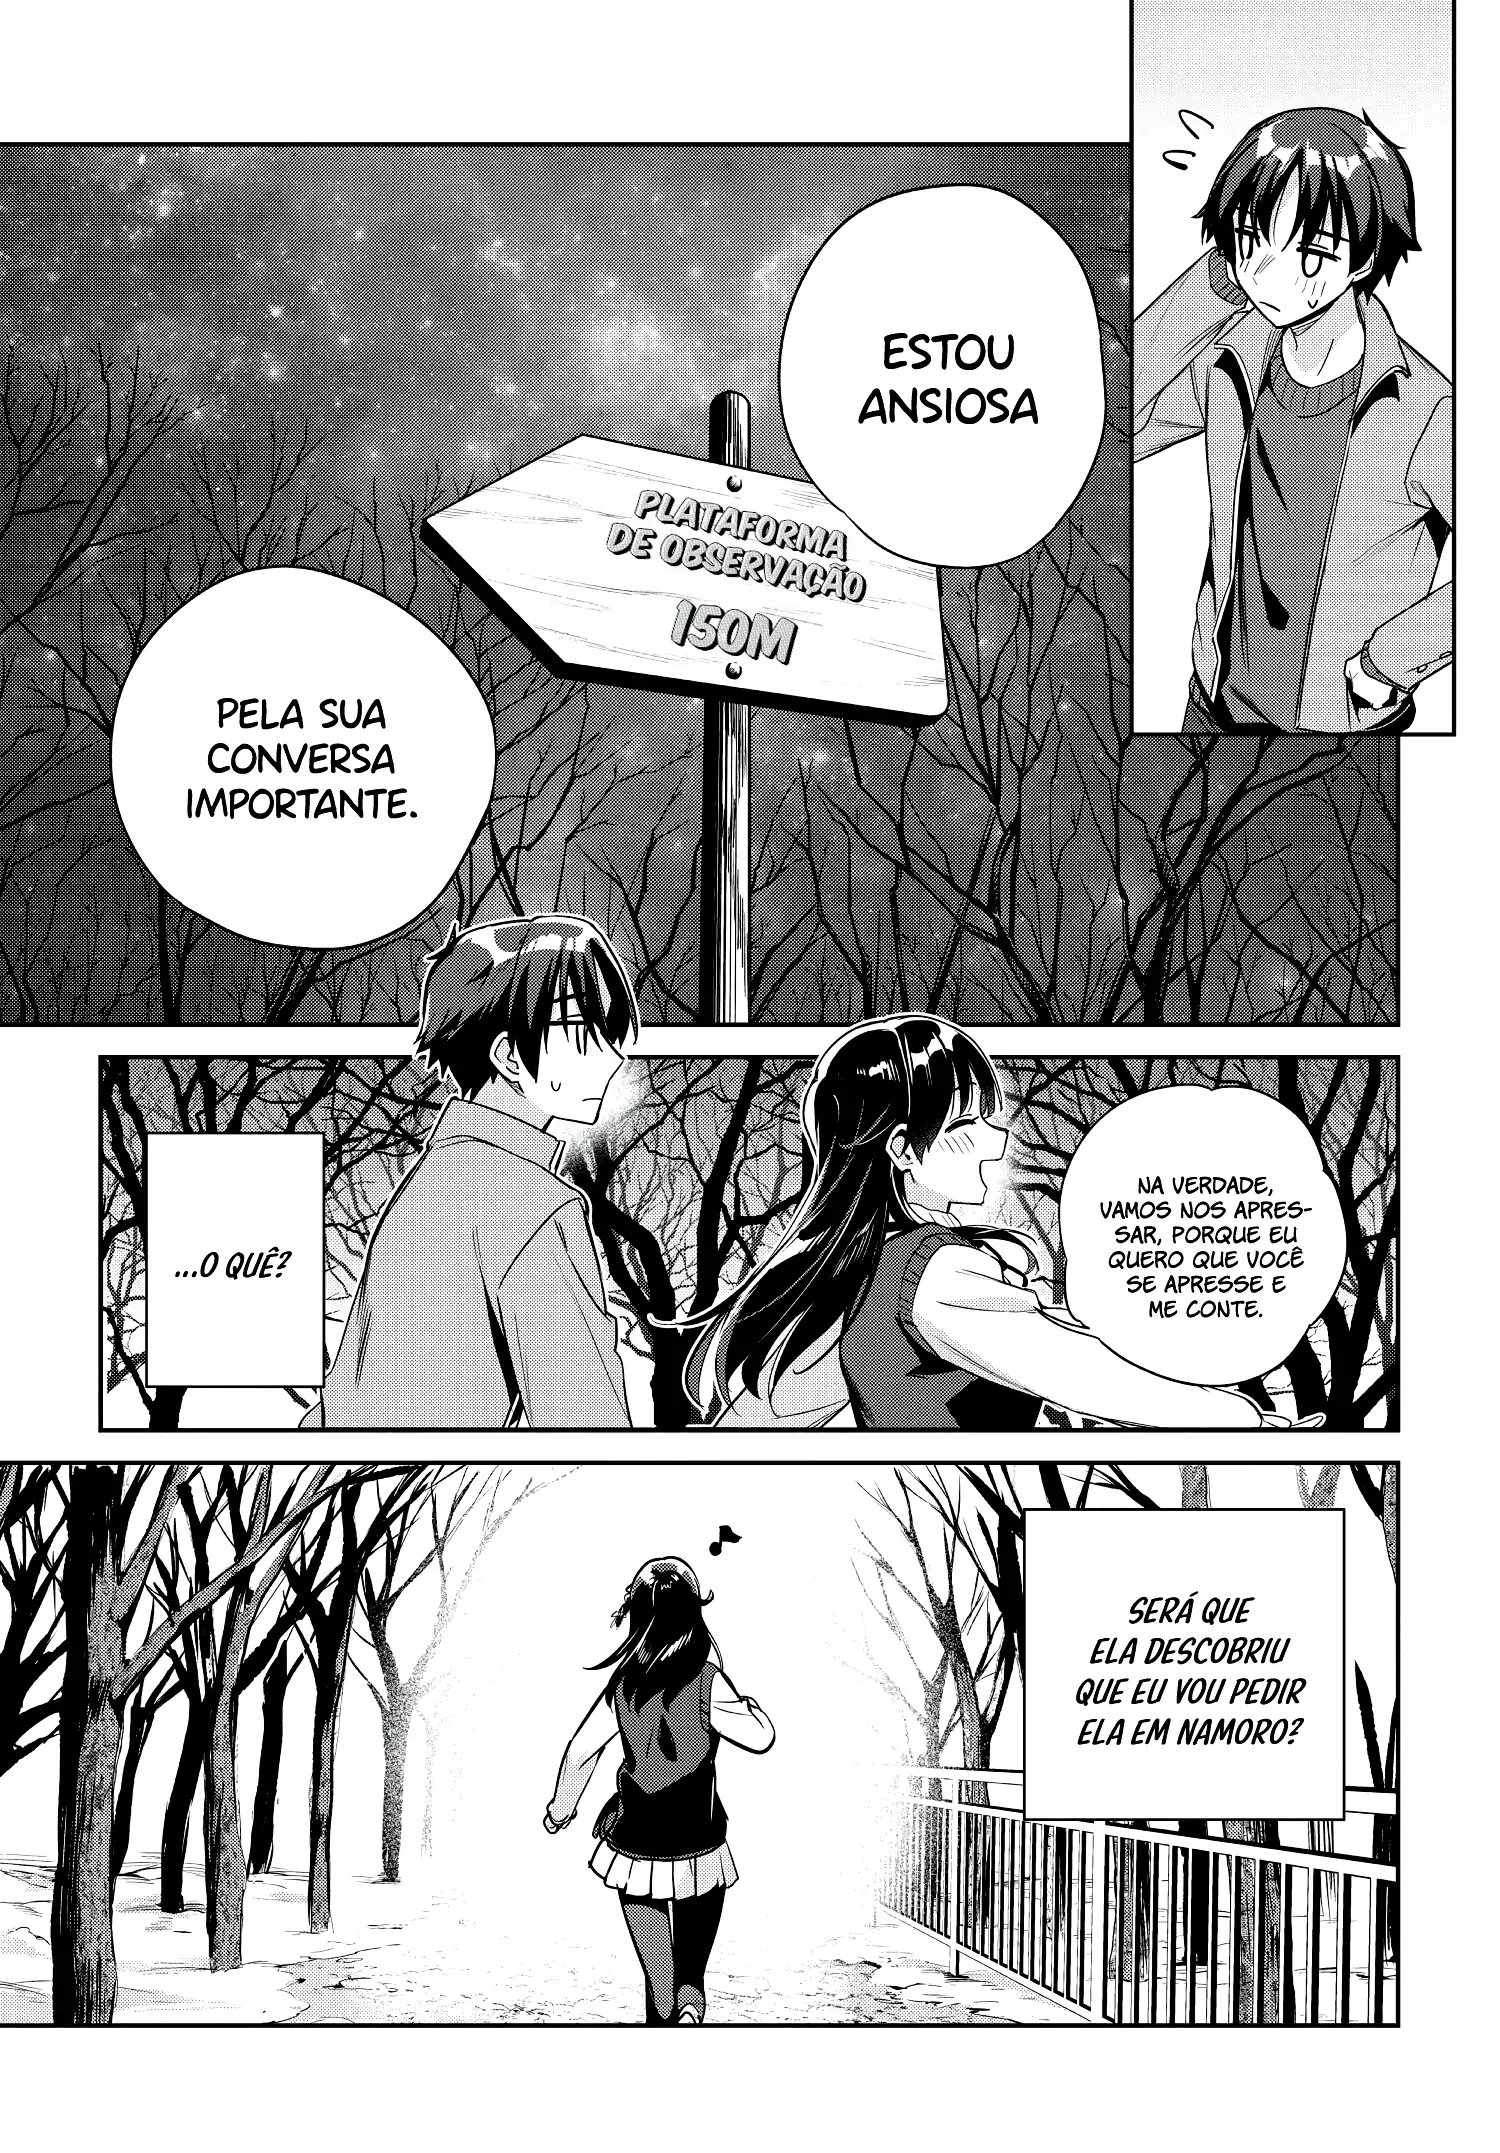 ESTOU
ANSIOSA
PLATAFORMA
DE OBSERVAÇÃO
150M
PELA SUA
CONVERSA
IMPORTANTE.
NA VERDADE,
VAMOS NOS APRES-
SAR, PORQUE EU
QUERO QUE VOCÊ
SE APRESSE E
ME CONTE.
...O QUÊ?
SERÁ QUE
ELA DESCOBRIU
QUE EU VOU PEDIR
ELA EM NAMORO?